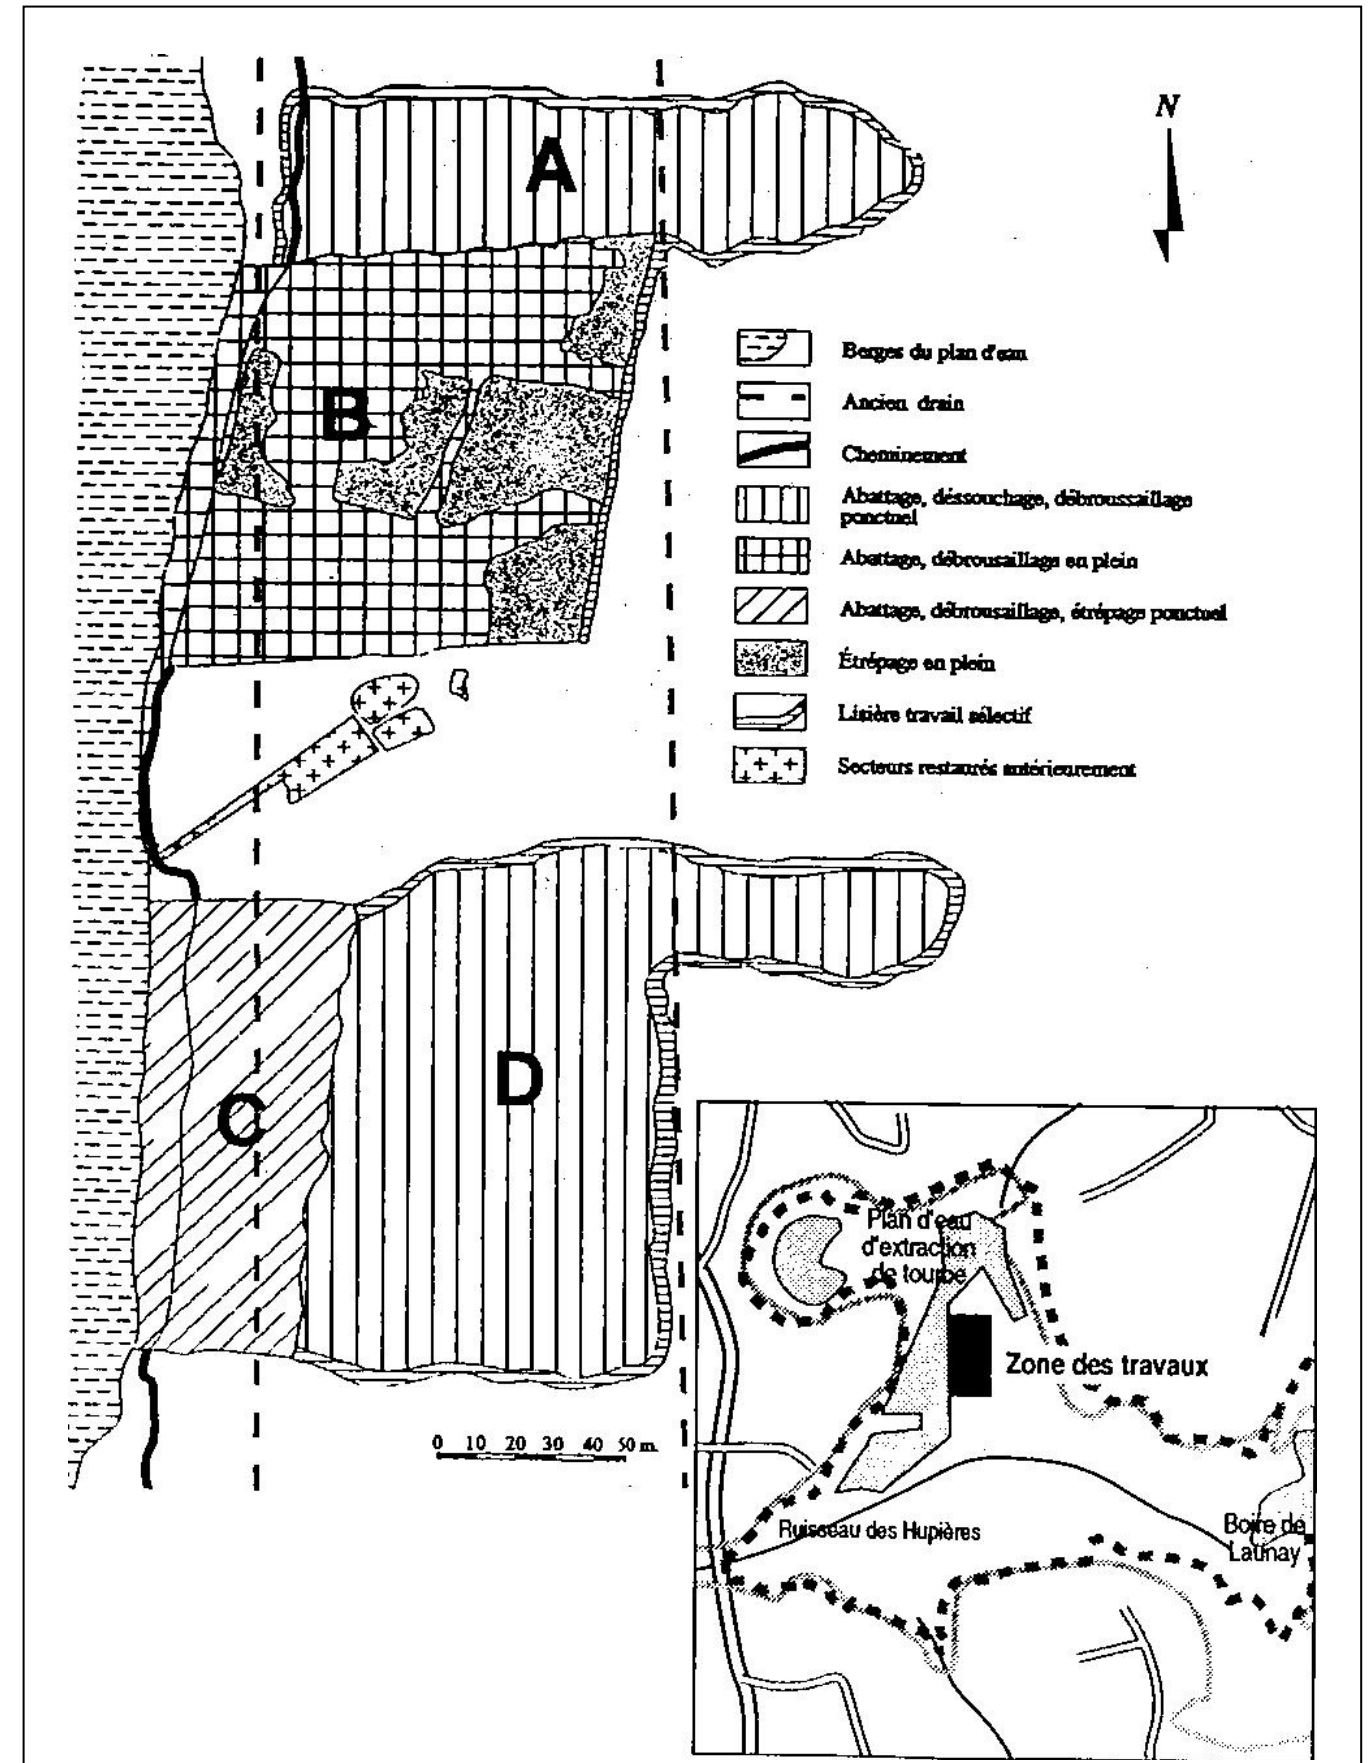 N
A
B
C
D
Berges du plan d'eau
Ancien drain
Cheminement
Abattage, déssouchage, débroussaillage
ponctuel
Abattage, débrousaillage en plein
Abattage, débrousaillage, étrépage ponctuel
Étrépage en plein
Lisière travail sélectif
Secteurs restaurés antérieurement
0 10 20 30 40 50 m.
Plan d'eau
d'extraction
de tourbe
Zone des travaux
Ruisseau des Hupières
Boire de
Launay